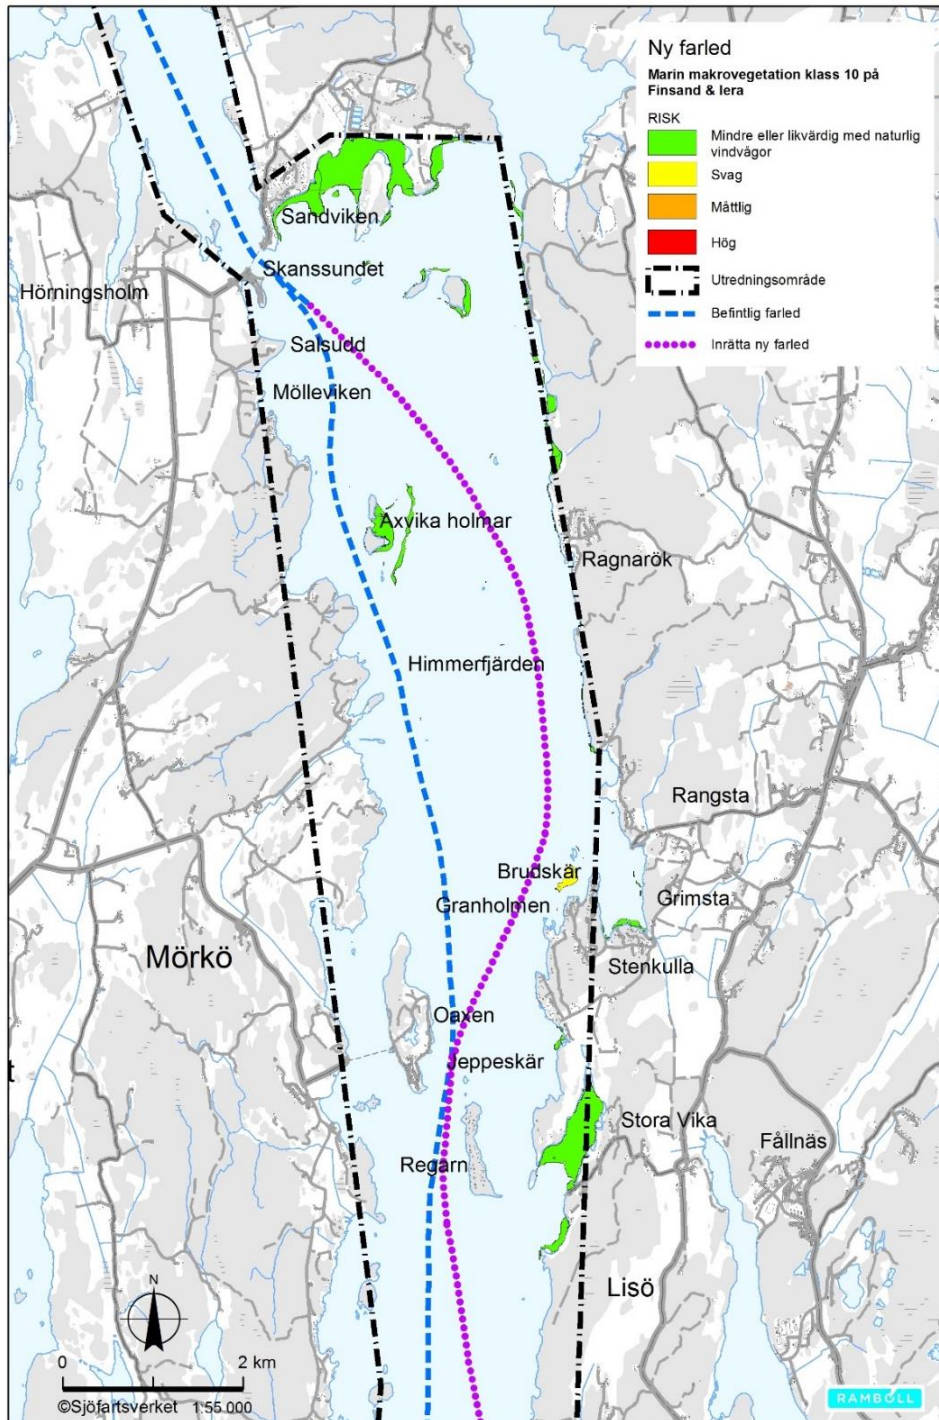 Ny farled
Marin makrovegetation klass 10 på
Finsand & lera
RISK
Mindre eller likvärdig med naturlig
vindvågor
Svag
Måttlig
Hög
Utredningsområde
Befintlig farled
Inrätta ny farled
Sandviken
Skanssundet
Hörningsholm
Salsudd
Mölleviken
Axvika holmar
Ragnarök
Himmerfjärden
Rangsta
Brudskär
Granholmen
Grimsta
Mörkö
Stenkulla
Oaxen
Jeppeskär
t
Stora Vika
Fållnäs
Regarn
Lisö
N
0 2 km
©Sjöfartsverket 1:55 000
RAMBOLL